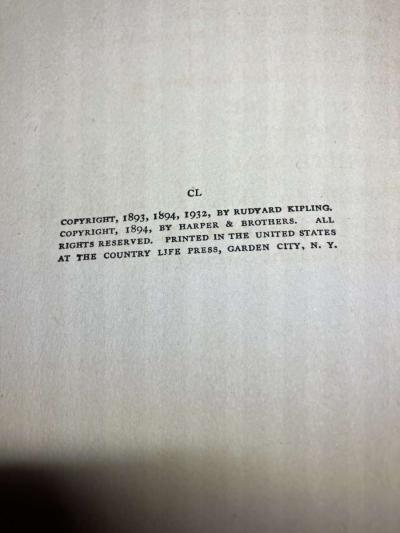 CL
COPYRIGHT, 1893, 1894, 1932, BY RUDYARD KIPLING.
COPYRIGHT, 1894, BY HARPER & BROTHERS. ALL
RIGHTS RESERVED. PRINTED IN THE UNITED STATES
AT THE COUNTRY LIFE PRESS, GARDEN CITY, N. Y.